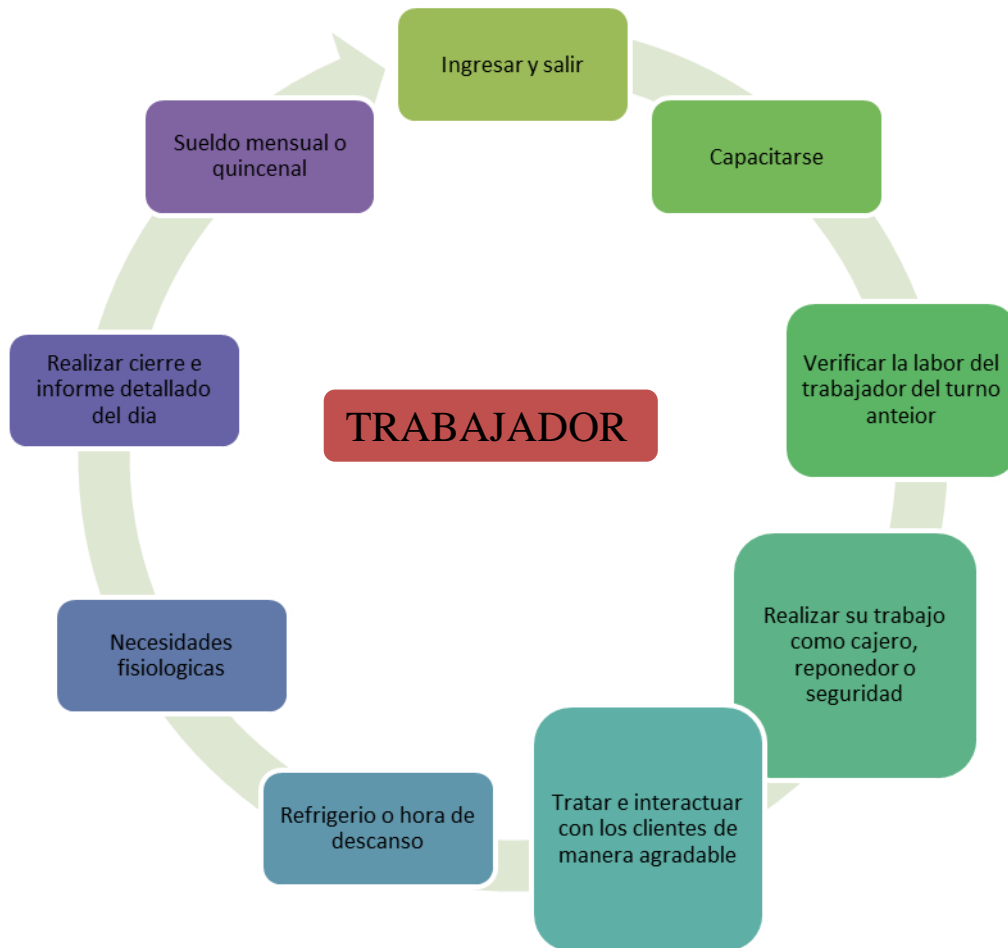 Ingresar y salir
Capacitarse
Verificar la labor del
trabajador del turno
anteior
Realizar su trabajo
como cajero,
reponedor o
seguridad
Tratar e interactuar
con los clientes de
manera agradable
Refrigerio o hora de
descanso
Necesidades
fisiologicas
Realizar cierre e
informe detallado
del dia
Sueldo mensual o
quincenal
TRABAJADOR